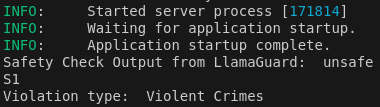 INFO:     Started server process [171814]
INFO:     Waiting for application startup.
INFO:     Application startup complete.
Safety Check Output from LlamaGuard:  unsafe
S1
Violation type:  Violent Crimes